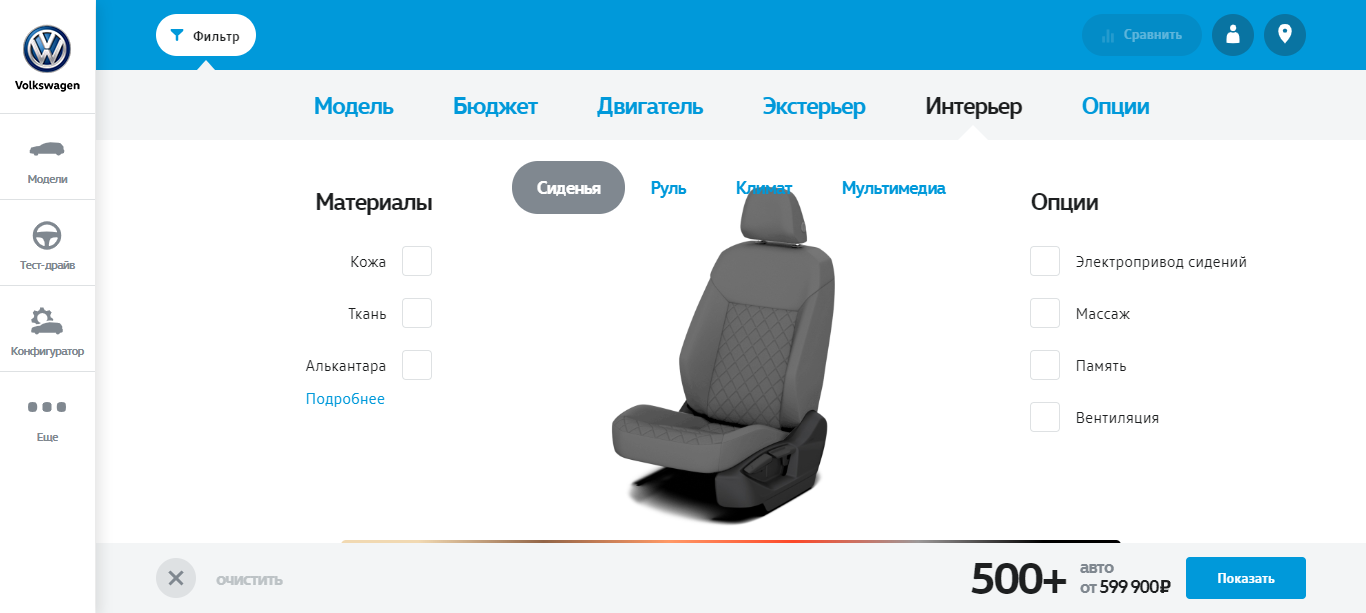 Volkswagen
Модели
Тест-драйв
Конфигуратор
Еще
Фильтр
Сравнить
Модель Бюджет Двигатель Экстерьер Интерьер Опции
Сиденья Руль Климат Мультимедиа
Материалы
Кожа
Ткань
Алькантара
Подробнее
Опции
Электропривод сидений
Массаж
Память
Вентиляция
ОЧИСТИТЬ
500+
авто
от 599 900₽
Показать